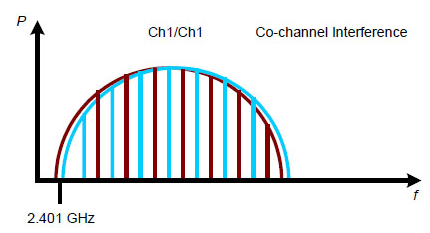 P
Ch1/Ch1 Co-channel Interference
f
2.401 GHz